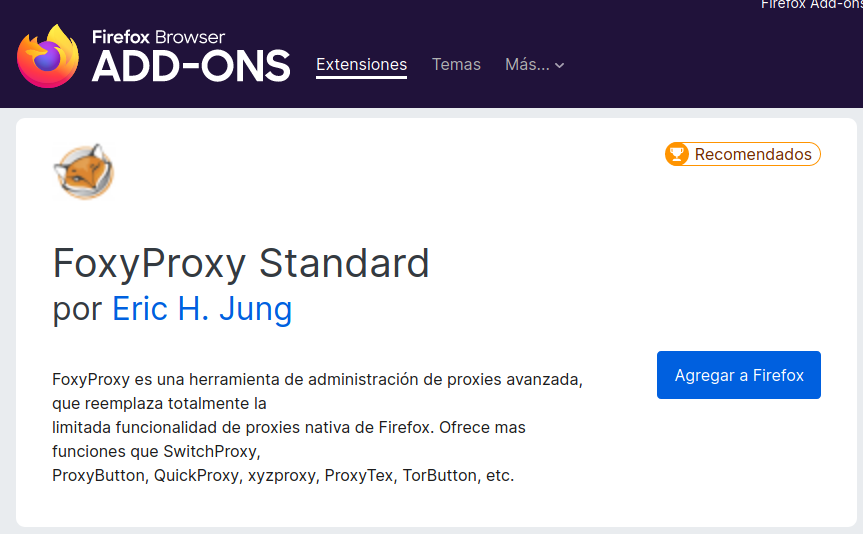 Firefox Add-ons
Firefox Browser
ADD-ONS
Extensiones Temas Más...
Recomendados
FoxyProxy Standard
por Eric H. Jung
FoxyProxy es una herramienta de administración de proxies avanzada,
que reemplaza totalmente la
limitada funcionalidad de proxies nativa de Firefox. Ofrece mas
funciones que SwitchProxy,
ProxyButton, QuickProxy, xyzproxy, ProxyTex, TorButton, etc.
Agregar a Firefox